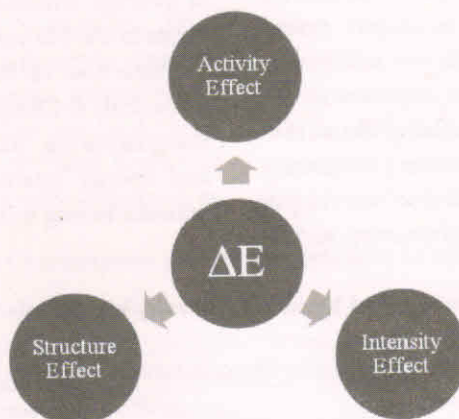 Activity
Effect
ΔE
Structure
Effect
Intensity
Effect